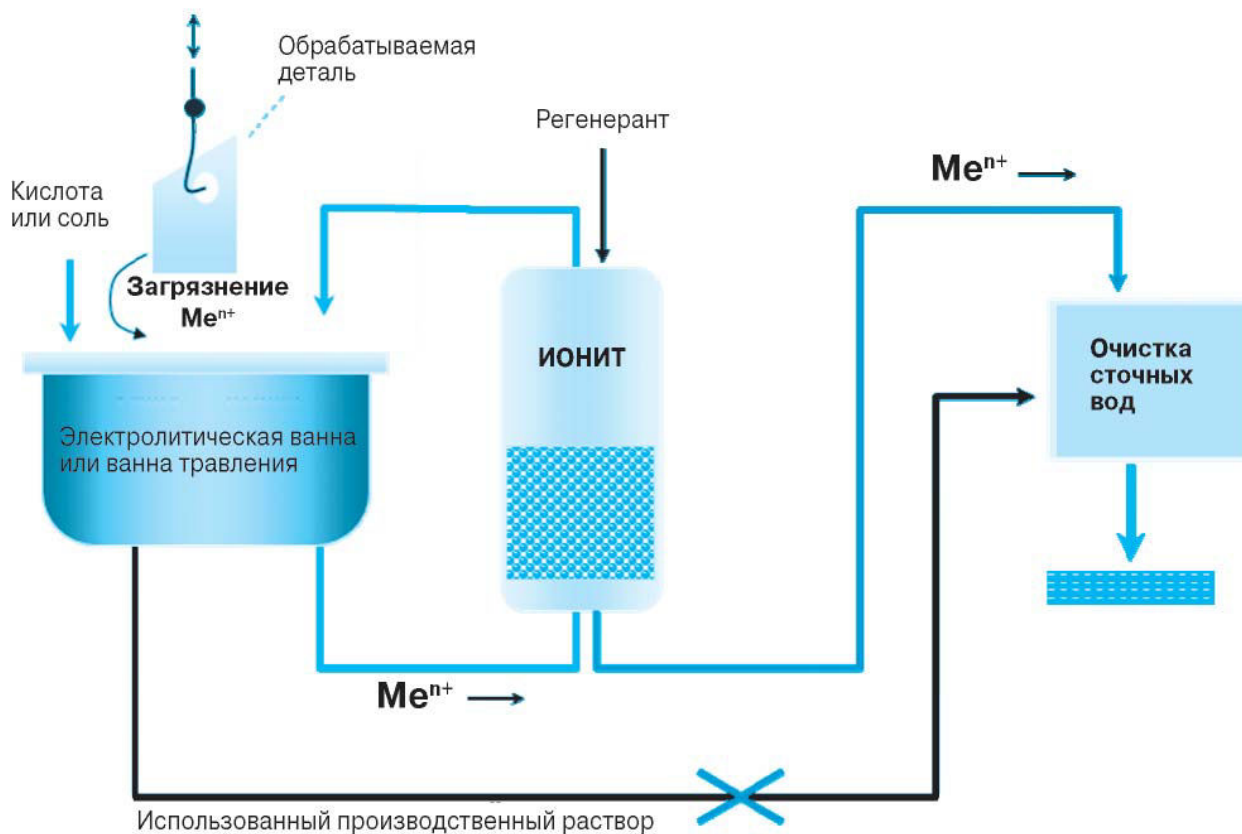 Обрабатываемая
деталь
Регенерант
Кислота
или соль
Загрязнение
Meⁿ⁺
Meⁿ⁺
ИОНИТ
Очистка
сточных
вод
Электролитическая ванна
или ванна травления
Meⁿ⁺
Использованный производственный раствор